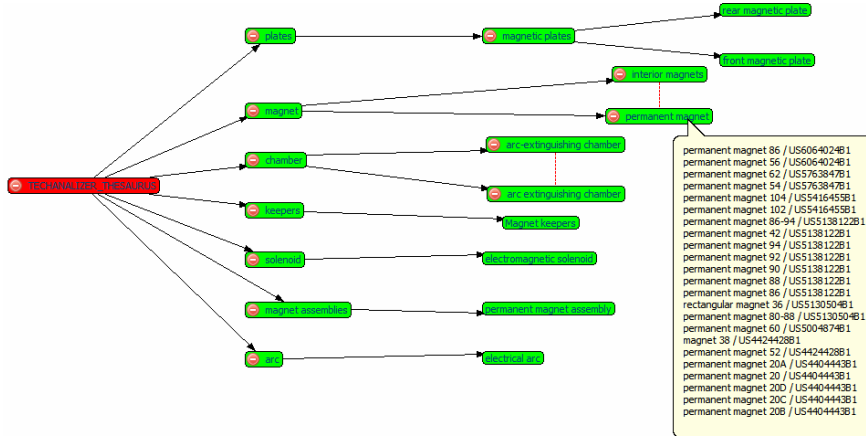 rear magnetic plate
plates
magnetic plates
front magnetic plate
interior magnets
magnet
permanent magnet
arc-extinguishing chamber
chamber
TECHANALIZER_THESAURUS
arc extinguishing chamber
keepers
Magnet keepers
solenoid
electromagnetic solenoid
magnet assemblies
permanent magnet assembly
arc
electrical arc
permanent magnet 86 / US6064024B1
permanent magnet 56 / US6064024B1
permanent magnet 62 / US5763847B1
permanent magnet 54 / US5763847B1
permanent magnet 104 / US5416455B1
permanent magnet 102 / US5416455B1
permanent magnet 86-94 / US5138122B1
permanent magnet 42 / US5138122B1
permanent magnet 94 / US5138122B1
permanent magnet 92 / US5138122B1
permanent magnet 90 / US5138122B1
permanent magnet 88 / US5138122B1
permanent magnet 86 / US5138122B1
rectangular magnet 36 / US5130504B1
permanent magnet 80-88 / US5130504B1
permanent magnet 60 / US5004874B1
magnet 38 / US4424428B1
permanent magnet 52 / US4424428B1
permanent magnet 20A / US4404443B1
permanent magnet 20 / US4404443B1
permanent magnet 20D / US4404443B1
permanent magnet 20C / US4404443B1
permanent magnet 20B / US4404443B1